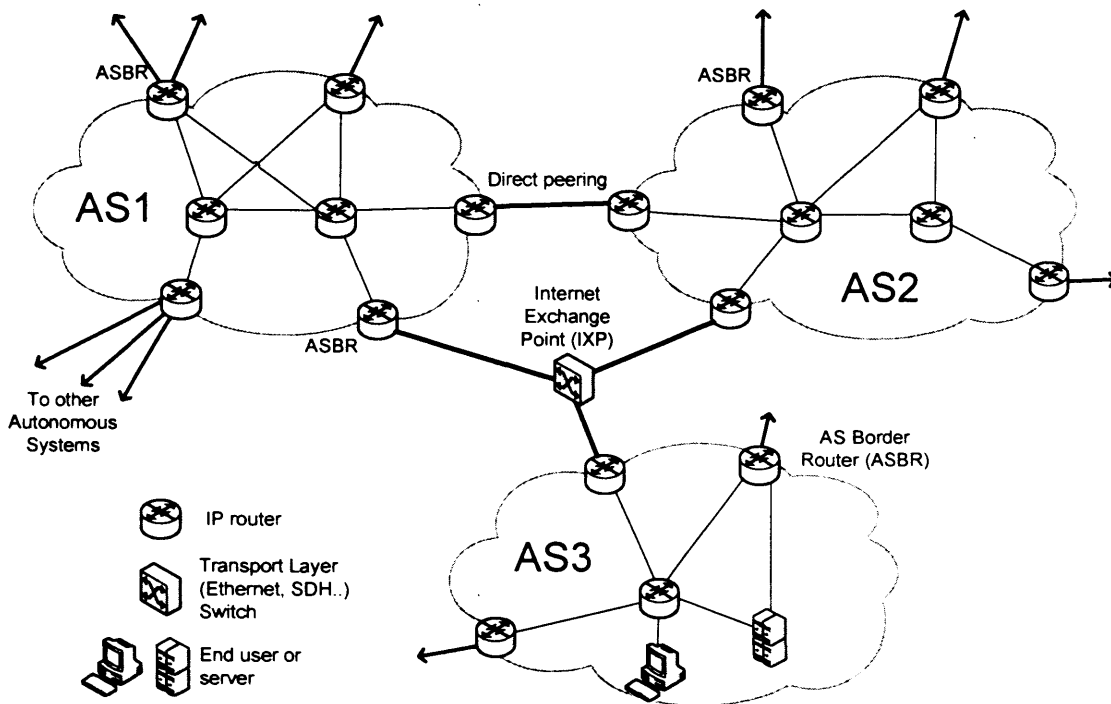 ASBR
ASBR
AS1
Direct peering
AS2
Internet
Exchange
Point (IXP)
ASBR
To other
Autonomous
Systems
AS Border
Router (ASBR)
IP router
AS3
Transport Layer
(Ethernet, SDH..)
Switch
End user or
server